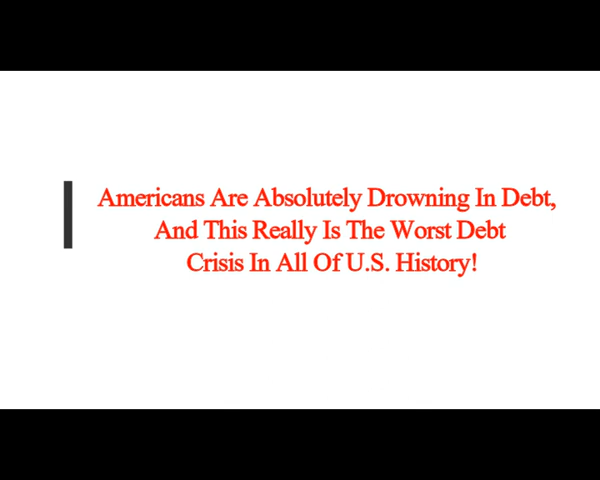 Americans Are Absolutely Drowning In Debt,
And This Really Is The Worst Debt
Crisis In All Of U.S. History!